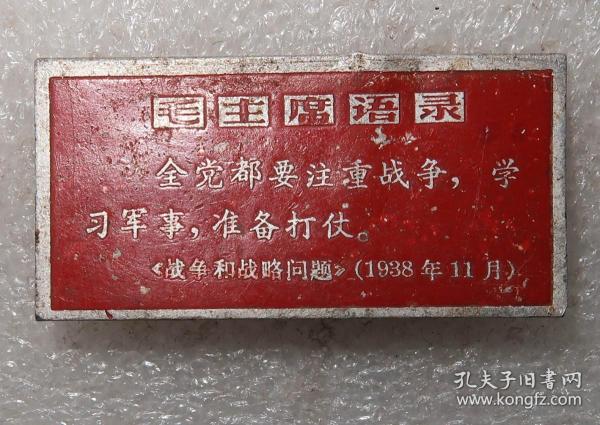 毛主席语录
全党都要注重战争，学
习军事，准备打仗。
《战争和战略问题》(1938年11月)
孔夫子旧书网
www.kongfz.com